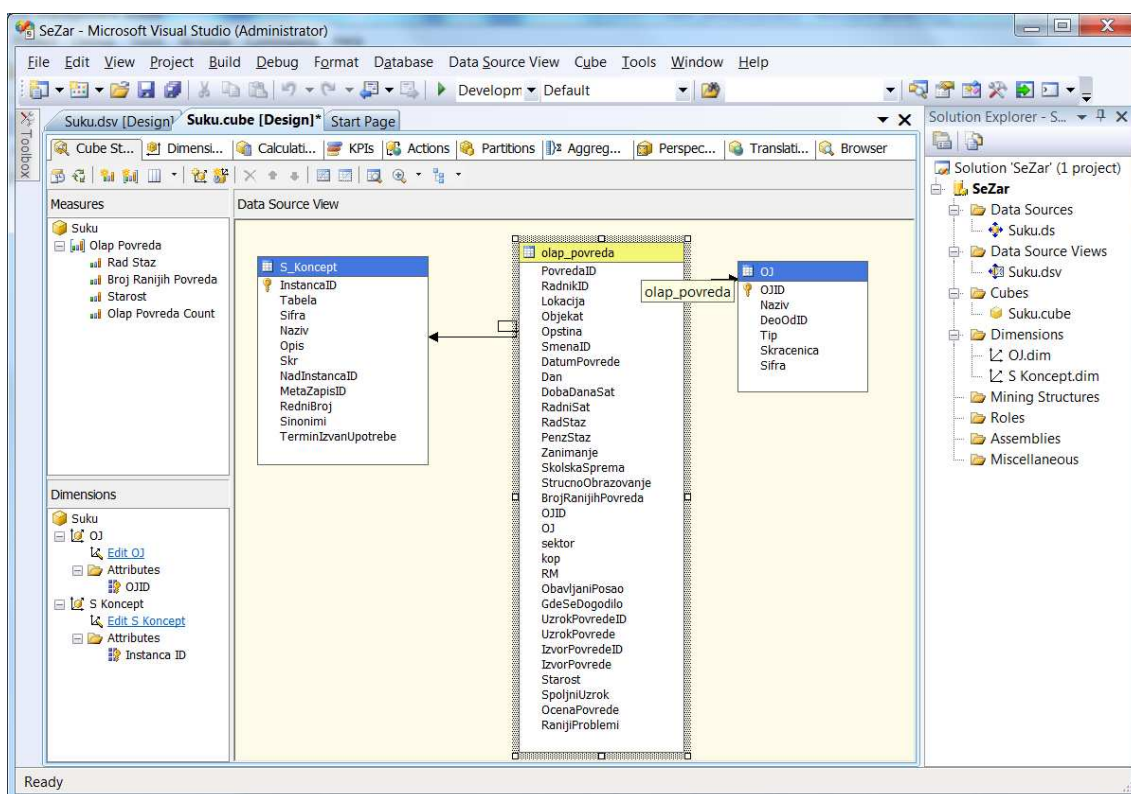 SeZar - Microsoft Visual Studio (Administrator)
File Edit View Project Build Debug Format Database Data Source View Cube Tools Window Help
Developm Default
Suku.dsv [Design] Suku.cube [Design]* Start Page
Toolbox
Cube St... Dimensi... Calculati... KPIs Actions Partitions Aggreg... Perspec... Translati... Browser
Measures
Suku
Olap Povreda
Rad Staz
Broj Ranijih Povreda
Starost
Olap Povreda Count
Dimensions
Suku
OJ
Edit OJ
Attributes
OJID
S Koncept
Edit S Koncept
Attributes
Instanca ID
Data Source View
S_Koncept
InstancaID
Tabela
Sifra
Naziv
Opis
Skr
NadInstancaID
MetaZapisID
RedniBroj
Sinonimi
TerminIzvanUpotrebe
olap_povreda
PovredaID
RadnikID
Lokacija
Objekat
Opstina
SmenaID
DatumPovrede
Dan
DobaDanaSat
RadniSat
RadStaz
PenzStaz
Zanimanje
SkolskaSprema
StrucnoObrazovanje
BrojRanijihPovreda
OJID
OJ
sektor
kop
RM
ObavljaniPosao
GdeSeDogodilo
UzrokPovredeID
UzrokPovrede
IzvorPovredeID
IzvorPovrede
Starost
SpoljniUzrok
OcenaPovrede
RanijiProblemi
olap_povreda
OJ
OJID
Naziv
DeoOdID
Tip
Skracenica
Sifra
Solution Explorer - S...
Solution 'SeZar' (1 project)
SeZar
Data Sources
Suku.ds
Data Source Views
Suku.dsv
Cubes
Suku.cube
Dimensions
OJ.dim
S Koncept.dim
Mining Structures
Roles
Assemblies
Miscellaneous
Ready